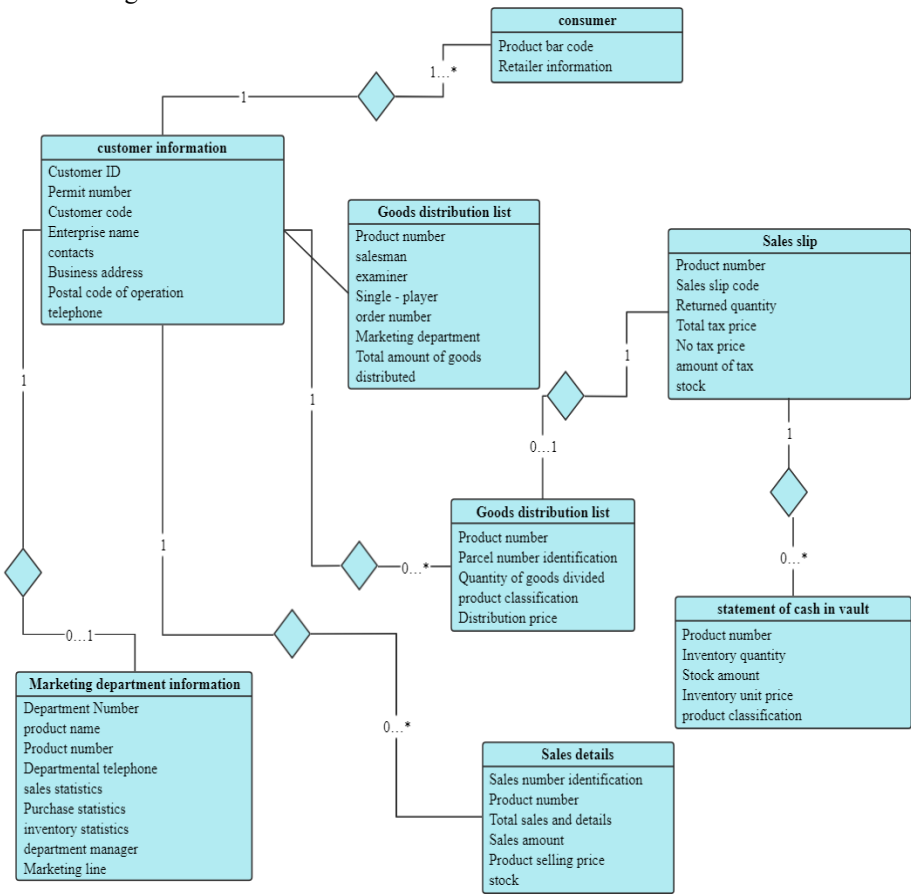 consumer
Product bar code
Retailer information
1...*
1
customer information
Customer ID
Permit number
Customer code
Enterprise name
contacts
Business address
Postal code of operation
telephone
Goods distribution list
Product number
salesman
examiner
Single - player
order number
Marketing department
Total amount of goods
distributed
Sales slip
Product number
Sales slip code
Returned quantity
Total tax price
No tax price
amount of tax
stock
1
1
1
0...1
1
Goods distribution list
Product number
Parcel number identification
Quantity of goods divided
product classification
Distribution price
1
0...*
0...*
statement of cash in vault
Product number
Inventory quantity
Stock amount
Inventory unit price
product classification
0...1
Marketing department information
Department Number
product name
Product number
Departmental telephone
sales statistics
Purchase statistics
inventory statistics
department manager
Marketing line
0...*
Sales details
Sales number identification
Product number
Total sales and details
Sales amount
Product selling price
stock